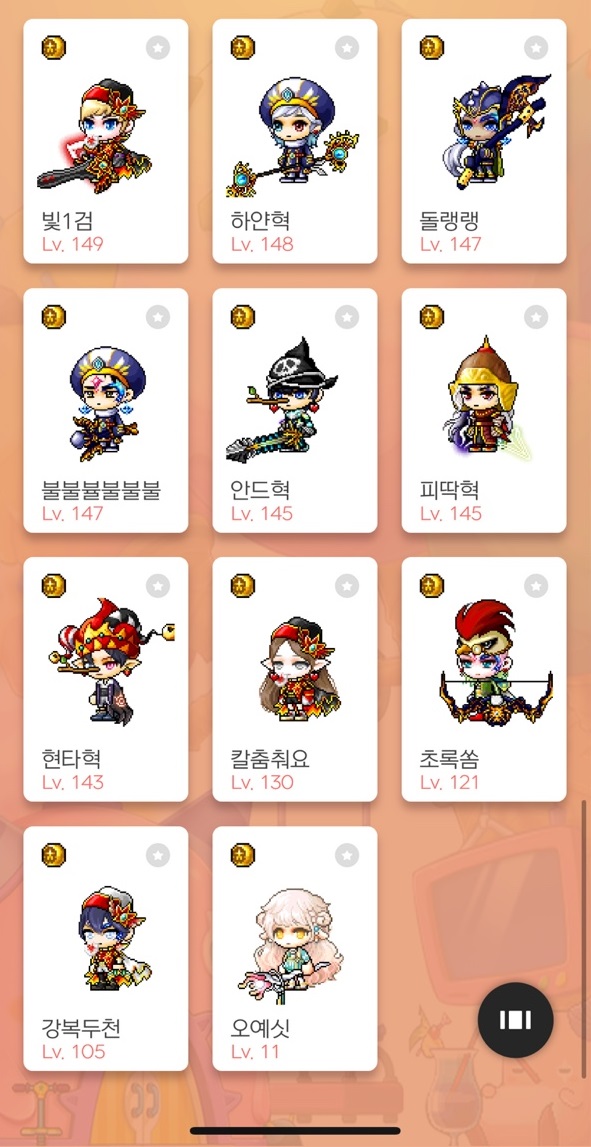 빛1검
Lv. 149
하얀혁
Lv. 148
돌랭랭
Lv. 147
불불뷸불불불
Lv. 147
안드혁
Lv. 145
피딱혁
Lv. 145
현타혁
Lv. 143
칼춤춰요
Lv. 130
초록쏨
Lv. 121
강복두천
Lv. 105
오예싯
Lv. 11